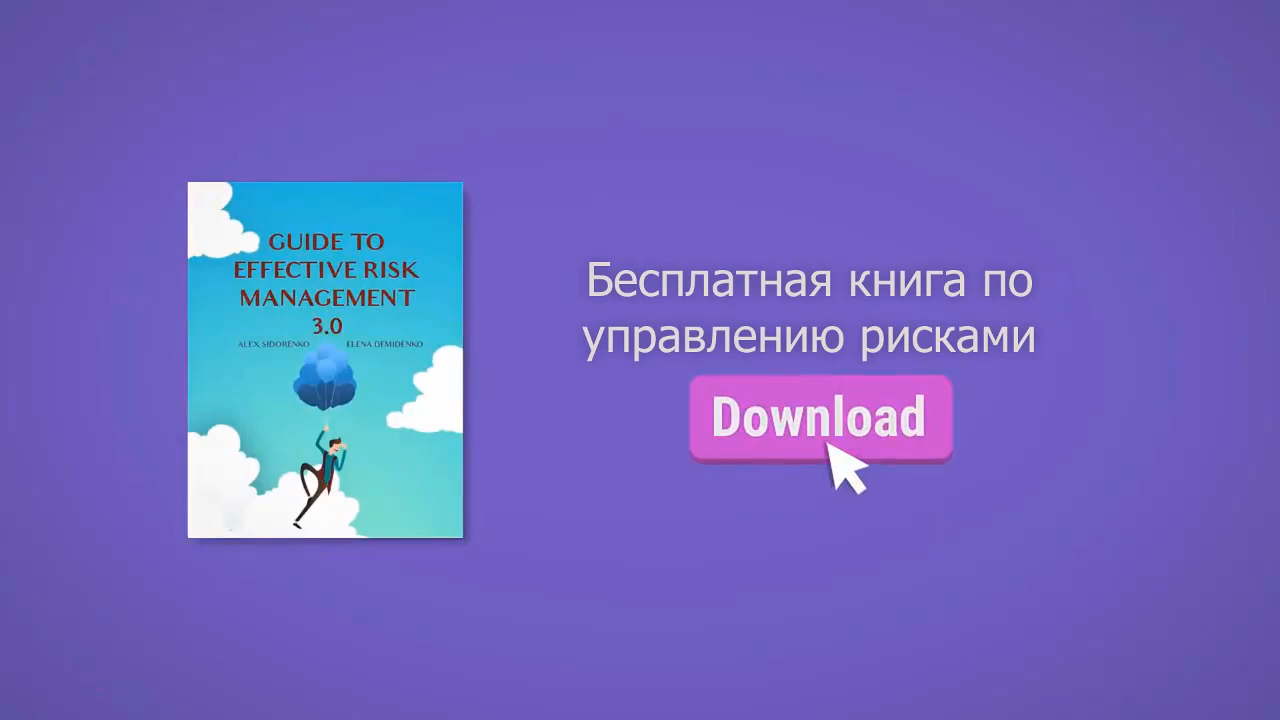 GUIDE TO
EFFECTIVE RISK
MANAGEMENT
3.0
ALEX SIDORENKO ELENA DEMIDENKO
Бесплатная книга по
управлению рисками
Download